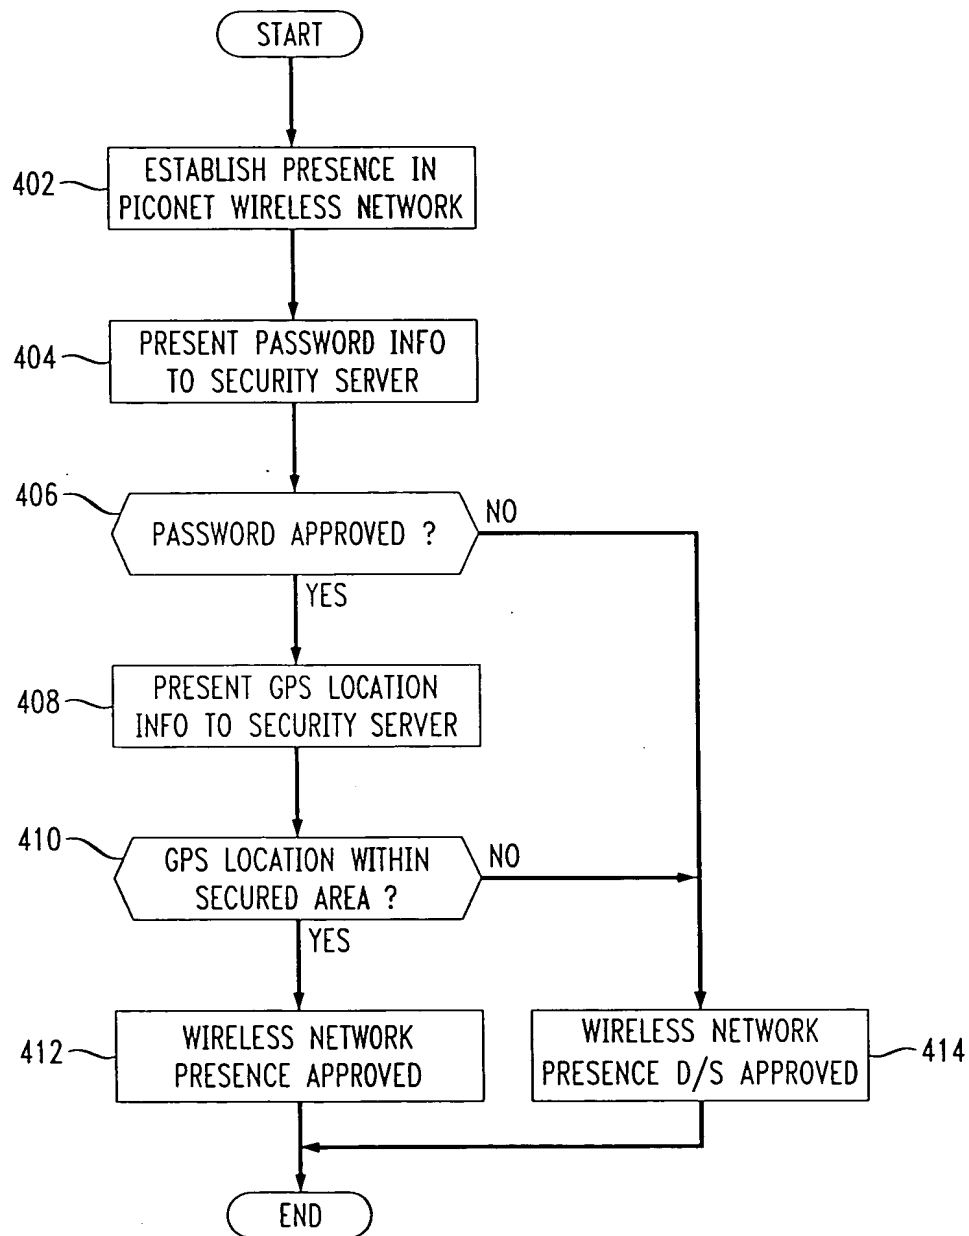 START
402
ESTABLISH PRESENCE IN
PICONET WIRELESS NETWORK
404
PRESENT PASSWORD INFO
TO SECURITY SERVER
406
PASSWORD APPROVED ?
NO
YES
408
PRESENT GPS LOCATION
INFO TO SECURITY SERVER
410
GPS LOCATION WITHIN
SECURED AREA ?
NO
YES
412
WIRELESS NETWORK
PRESENCE APPROVED
WIRELESS NETWORK
PRESENCE D/S APPROVED
414
END